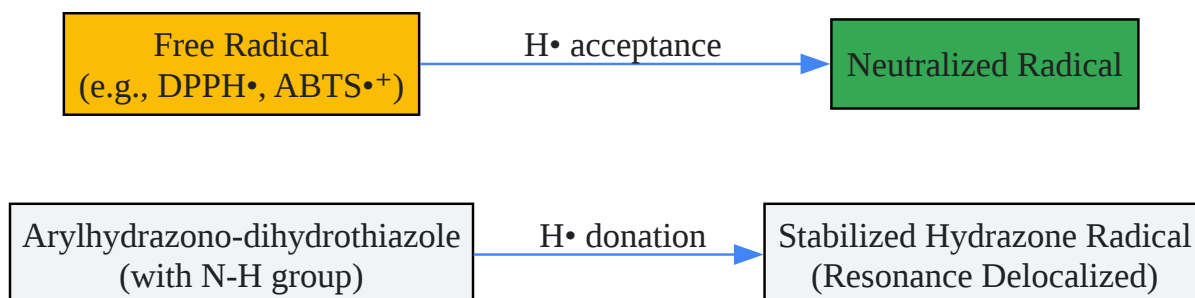 Free Radical
(e.g., DPPH•, ABTS•⁺)
H• acceptance
Neutralized Radical
Arylhydrazono-dihydrothiazole
(with N-H group)
H• donation
Stabilized Hydrazone Radical
(Resonance Delocalized)